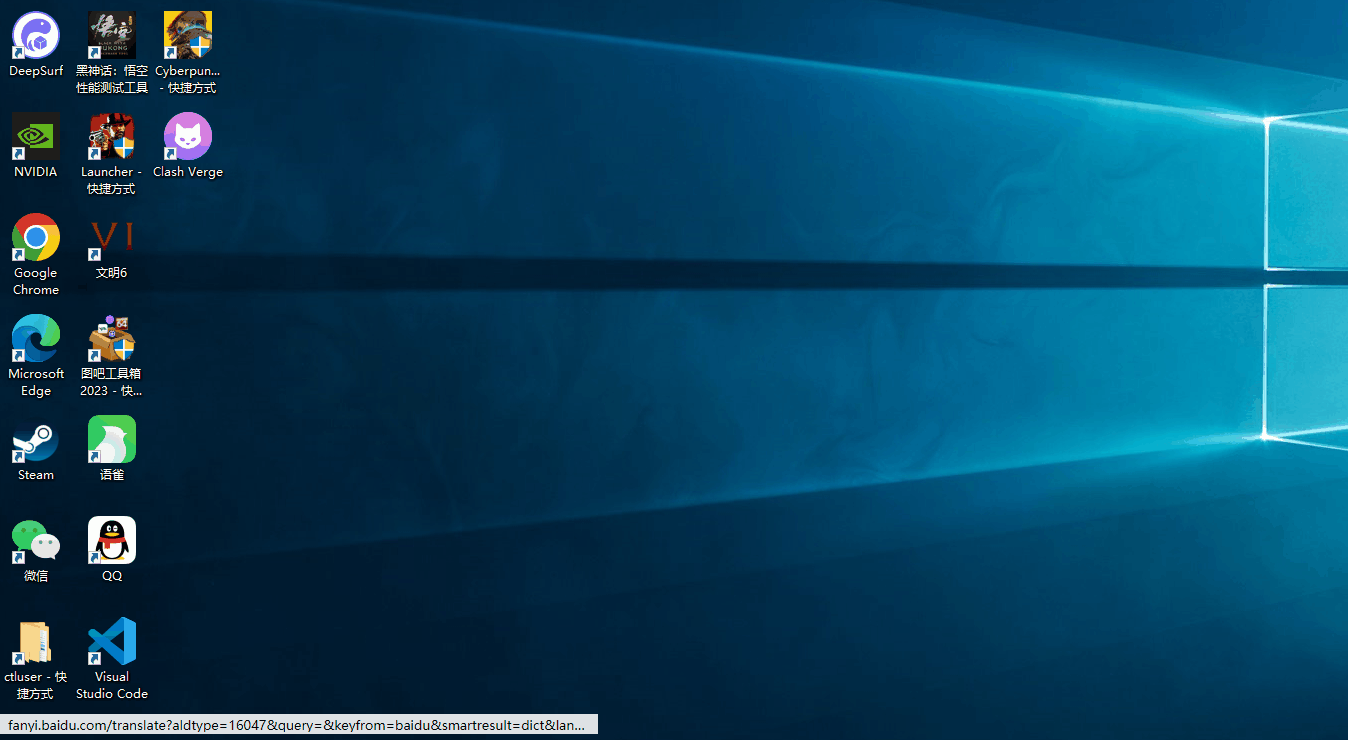 DeepSurf
黑神话：悟空
性能测试工具
Cyberpun...
- 快捷方式
NVIDIA
Launcher -
快捷方式
Clash Verge
Google
Chrome
VI
文明6
Microsoft
Edge
图吧工具箱
2023 - 快...
Steam
语雀
微信
QQ
ctluser - 快
捷方式
Visual
Studio Code
fanyi.baidu.com/translate?aldtype=16047&query=&keyfrom=baidu&smartresult=dict&lan...